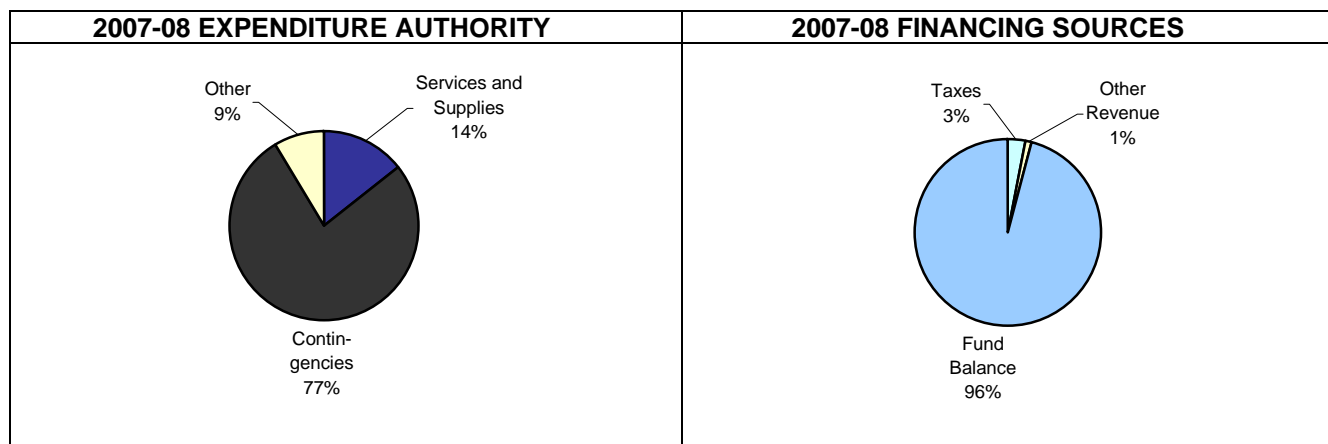 2007-08 EXPENDITURE AUTHORITY
Other
9%
Services and
Supplies
14%
Contin-
gencies
77%
2007-08 FINANCING SOURCES
Taxes
3%
Other
Revenue
1%
Fund
Balance
96%